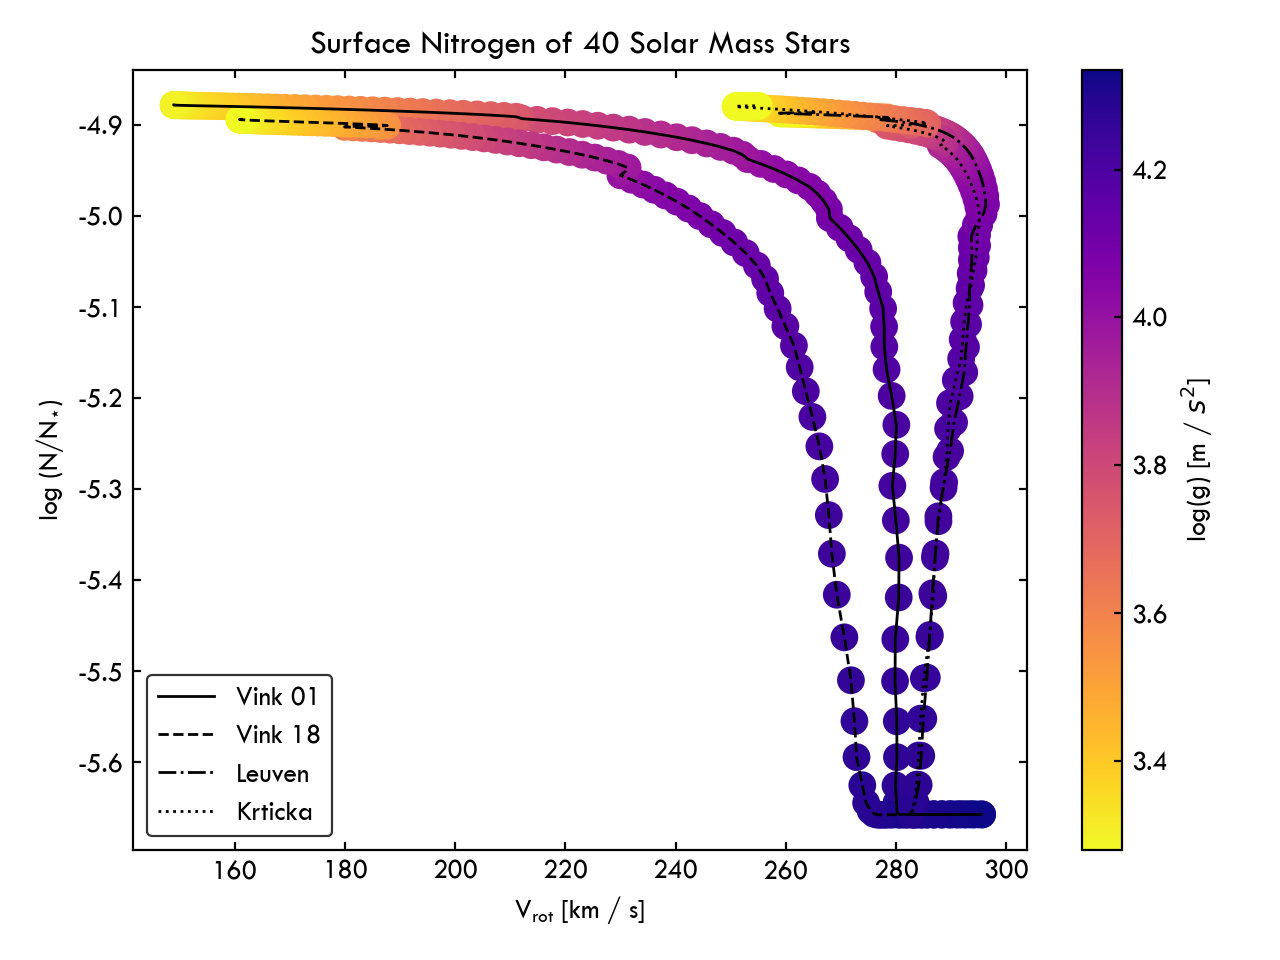 Surface Nitrogen of 40 Solar Mass Stars
log (N/N⋆)
-4.9
-5.0
-5.1
-5.2
-5.3
-5.4
-5.5
-5.6
Vink 01
Vink 18
Leuven
Krticka
160 180 200 220 240 260 280 300
V_rot [km / s]
4.2
4.0
3.8
3.6
3.4
log(g) [m / s²]